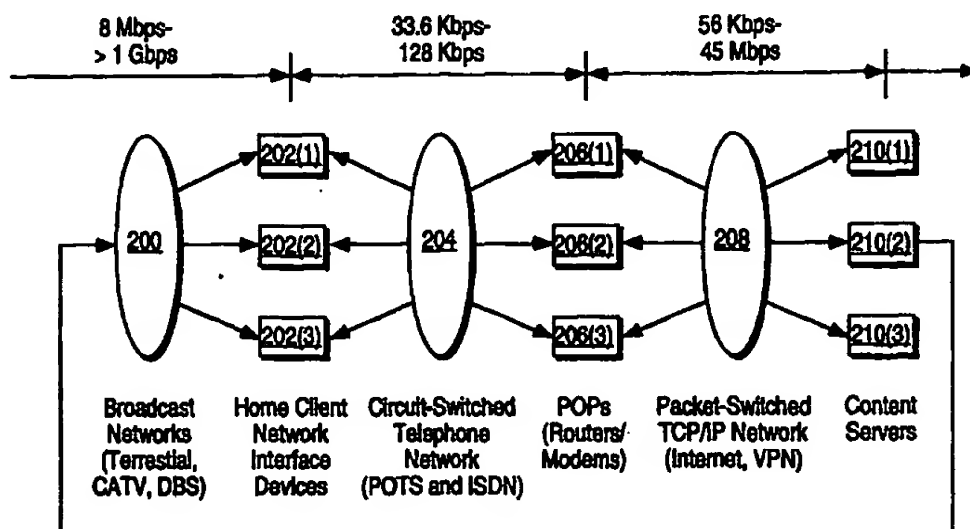 8 Mbps-
> 1 Gbps
33.6 Kbps-
128 Kbps
56 Kbps-
45 Mbps
202(1)
206(1)
210(1)
200
202(2)
204
206(2)
208
210(2)
202(3)
206(3)
210(3)
Broadcast
Networks
(Terrestial,
CATV, DBS)
Home Client
Network
Interface
Devices
Circuit-Switched
Telephone
Network
(POTS and ISDN)
POPs
(Routers/
Modems)
Packet-Switched
TCP/IP Network
(Internet, VPN)
Content
Servers